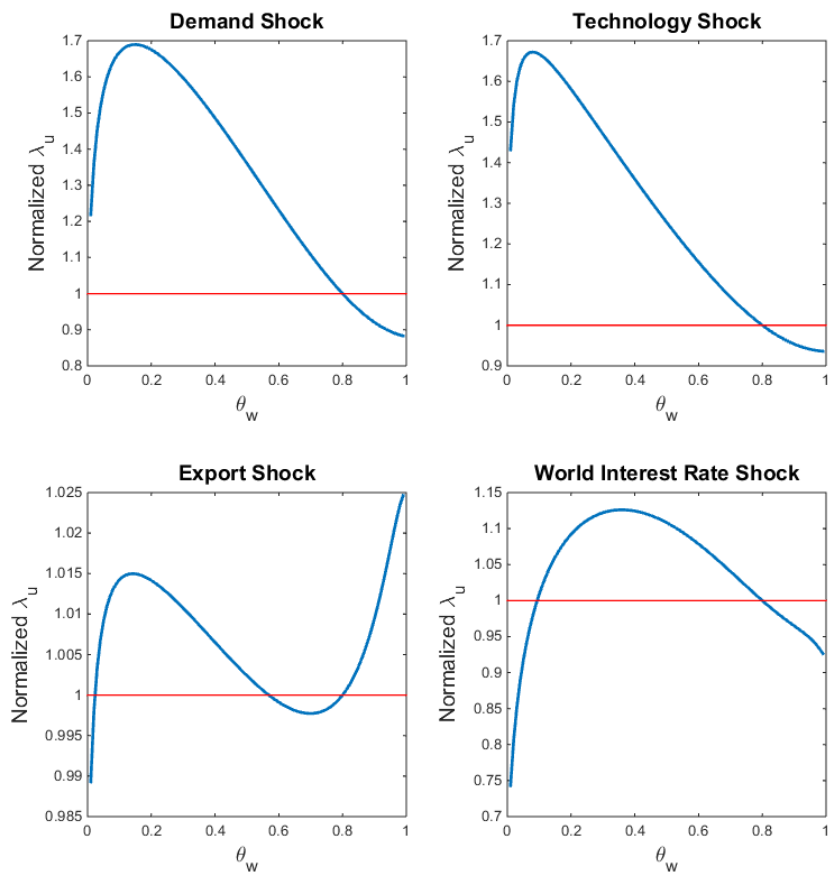 Demand Shock
Normalized λu
1.7
1.6
1.5
1.4
1.3
1.2
1.1
1
0.9
0.8
0 0.2 0.4 0.6 0.8 1
θw
Technology Shock
Normalized λu
1.7
1.6
1.5
1.4
1.3
1.2
1.1
1
0.9
0 0.2 0.4 0.6 0.8 1
θw
Export Shock
Normalized λu
1.025
1.02
1.015
1.01
1.005
1
0.995
0.99
0.985
0 0.2 0.4 0.6 0.8 1
θw
World Interest Rate Shock
Normalized λu
1.15
1.1
1.05
1
0.95
0.9
0.85
0.8
0.75
0.7
0 0.2 0.4 0.6 0.8 1
θw